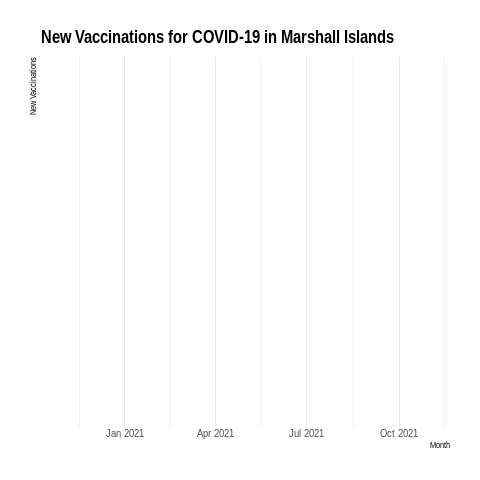 New Vaccinations for COVID-19 in Marshall Islands
New Vaccinations
Jan 2021 Apr 2021 Jul 2021 Oct 2021
Month